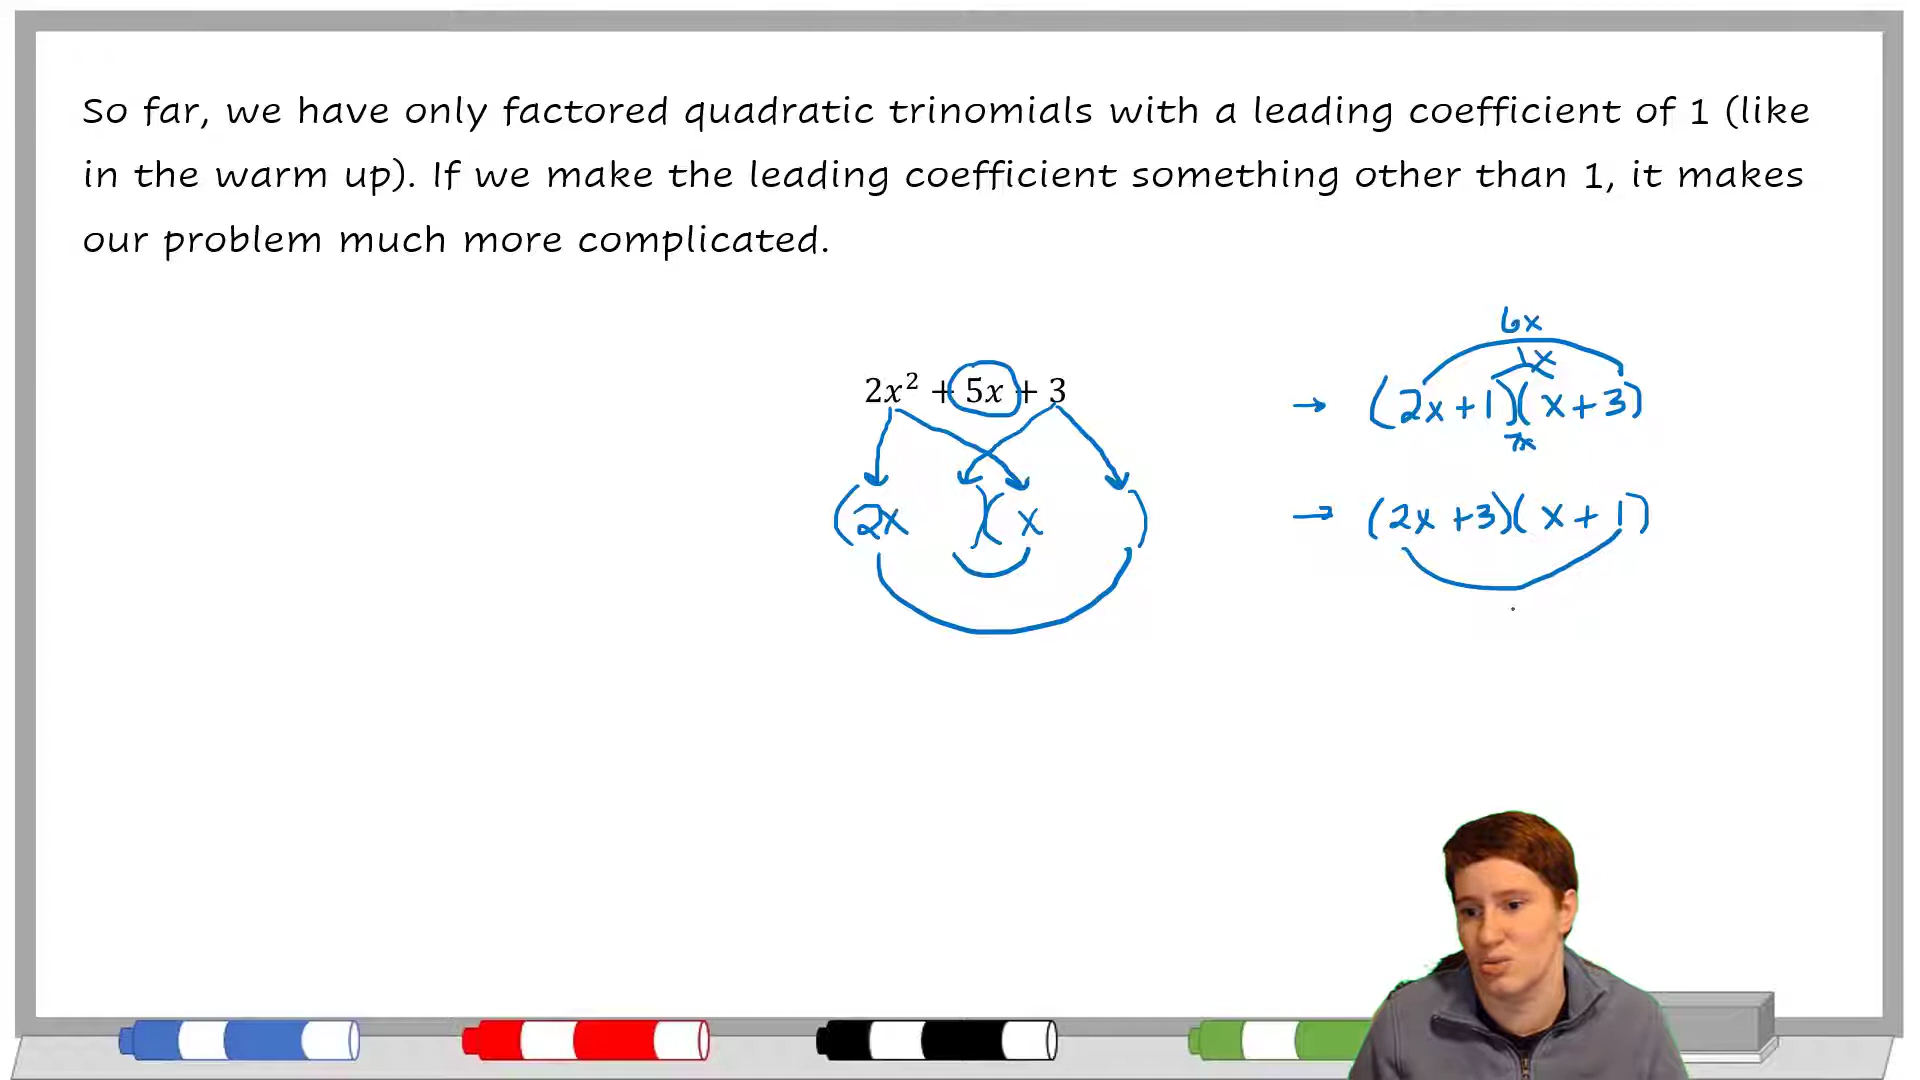 So far, we have only factored quadratic trinomials with a leading coefficient of 1 (like
in the warm up). If we make the leading coefficient something other than 1, it makes
our problem much more complicated.
6x
1x
2x² + 5x + 3
→ (2x+1)(x+3)
7x
(2x )(x )
→ (2x+3)(x+1)